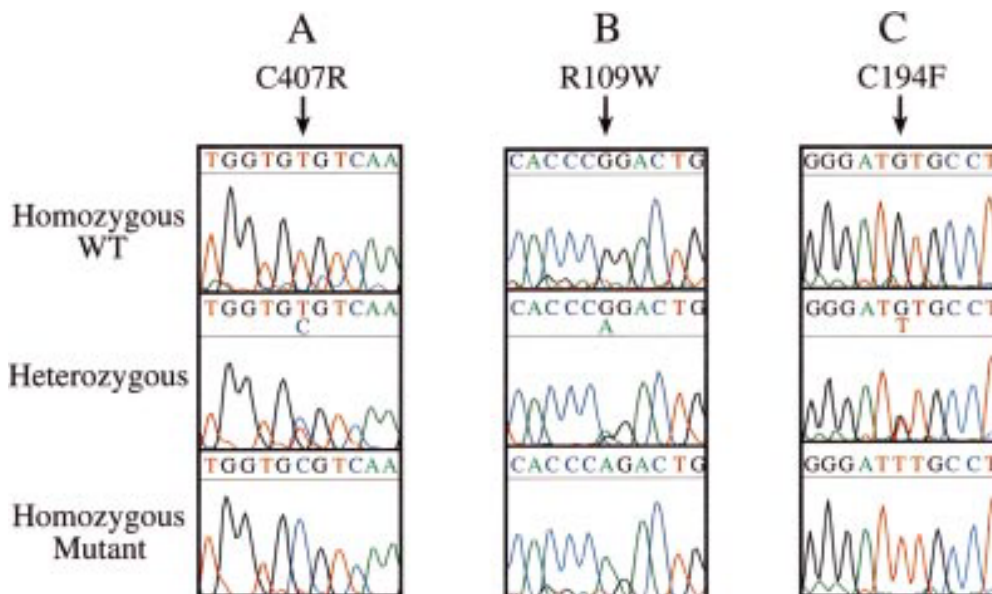 A
B
C
C407R
R109W
C194F
TGGTGTGTCAA
CACCCGGACTG
GGGATGTGCCT
Homozygous
WT
TGGTGTGTCAA
C
CACCCGGACTG
A
GGGATGTGCCT
T
Heterozygous
TGGTGCGTCAA
CACCCAGACTG
GGGATTTGCCT
Homozygous
Mutant